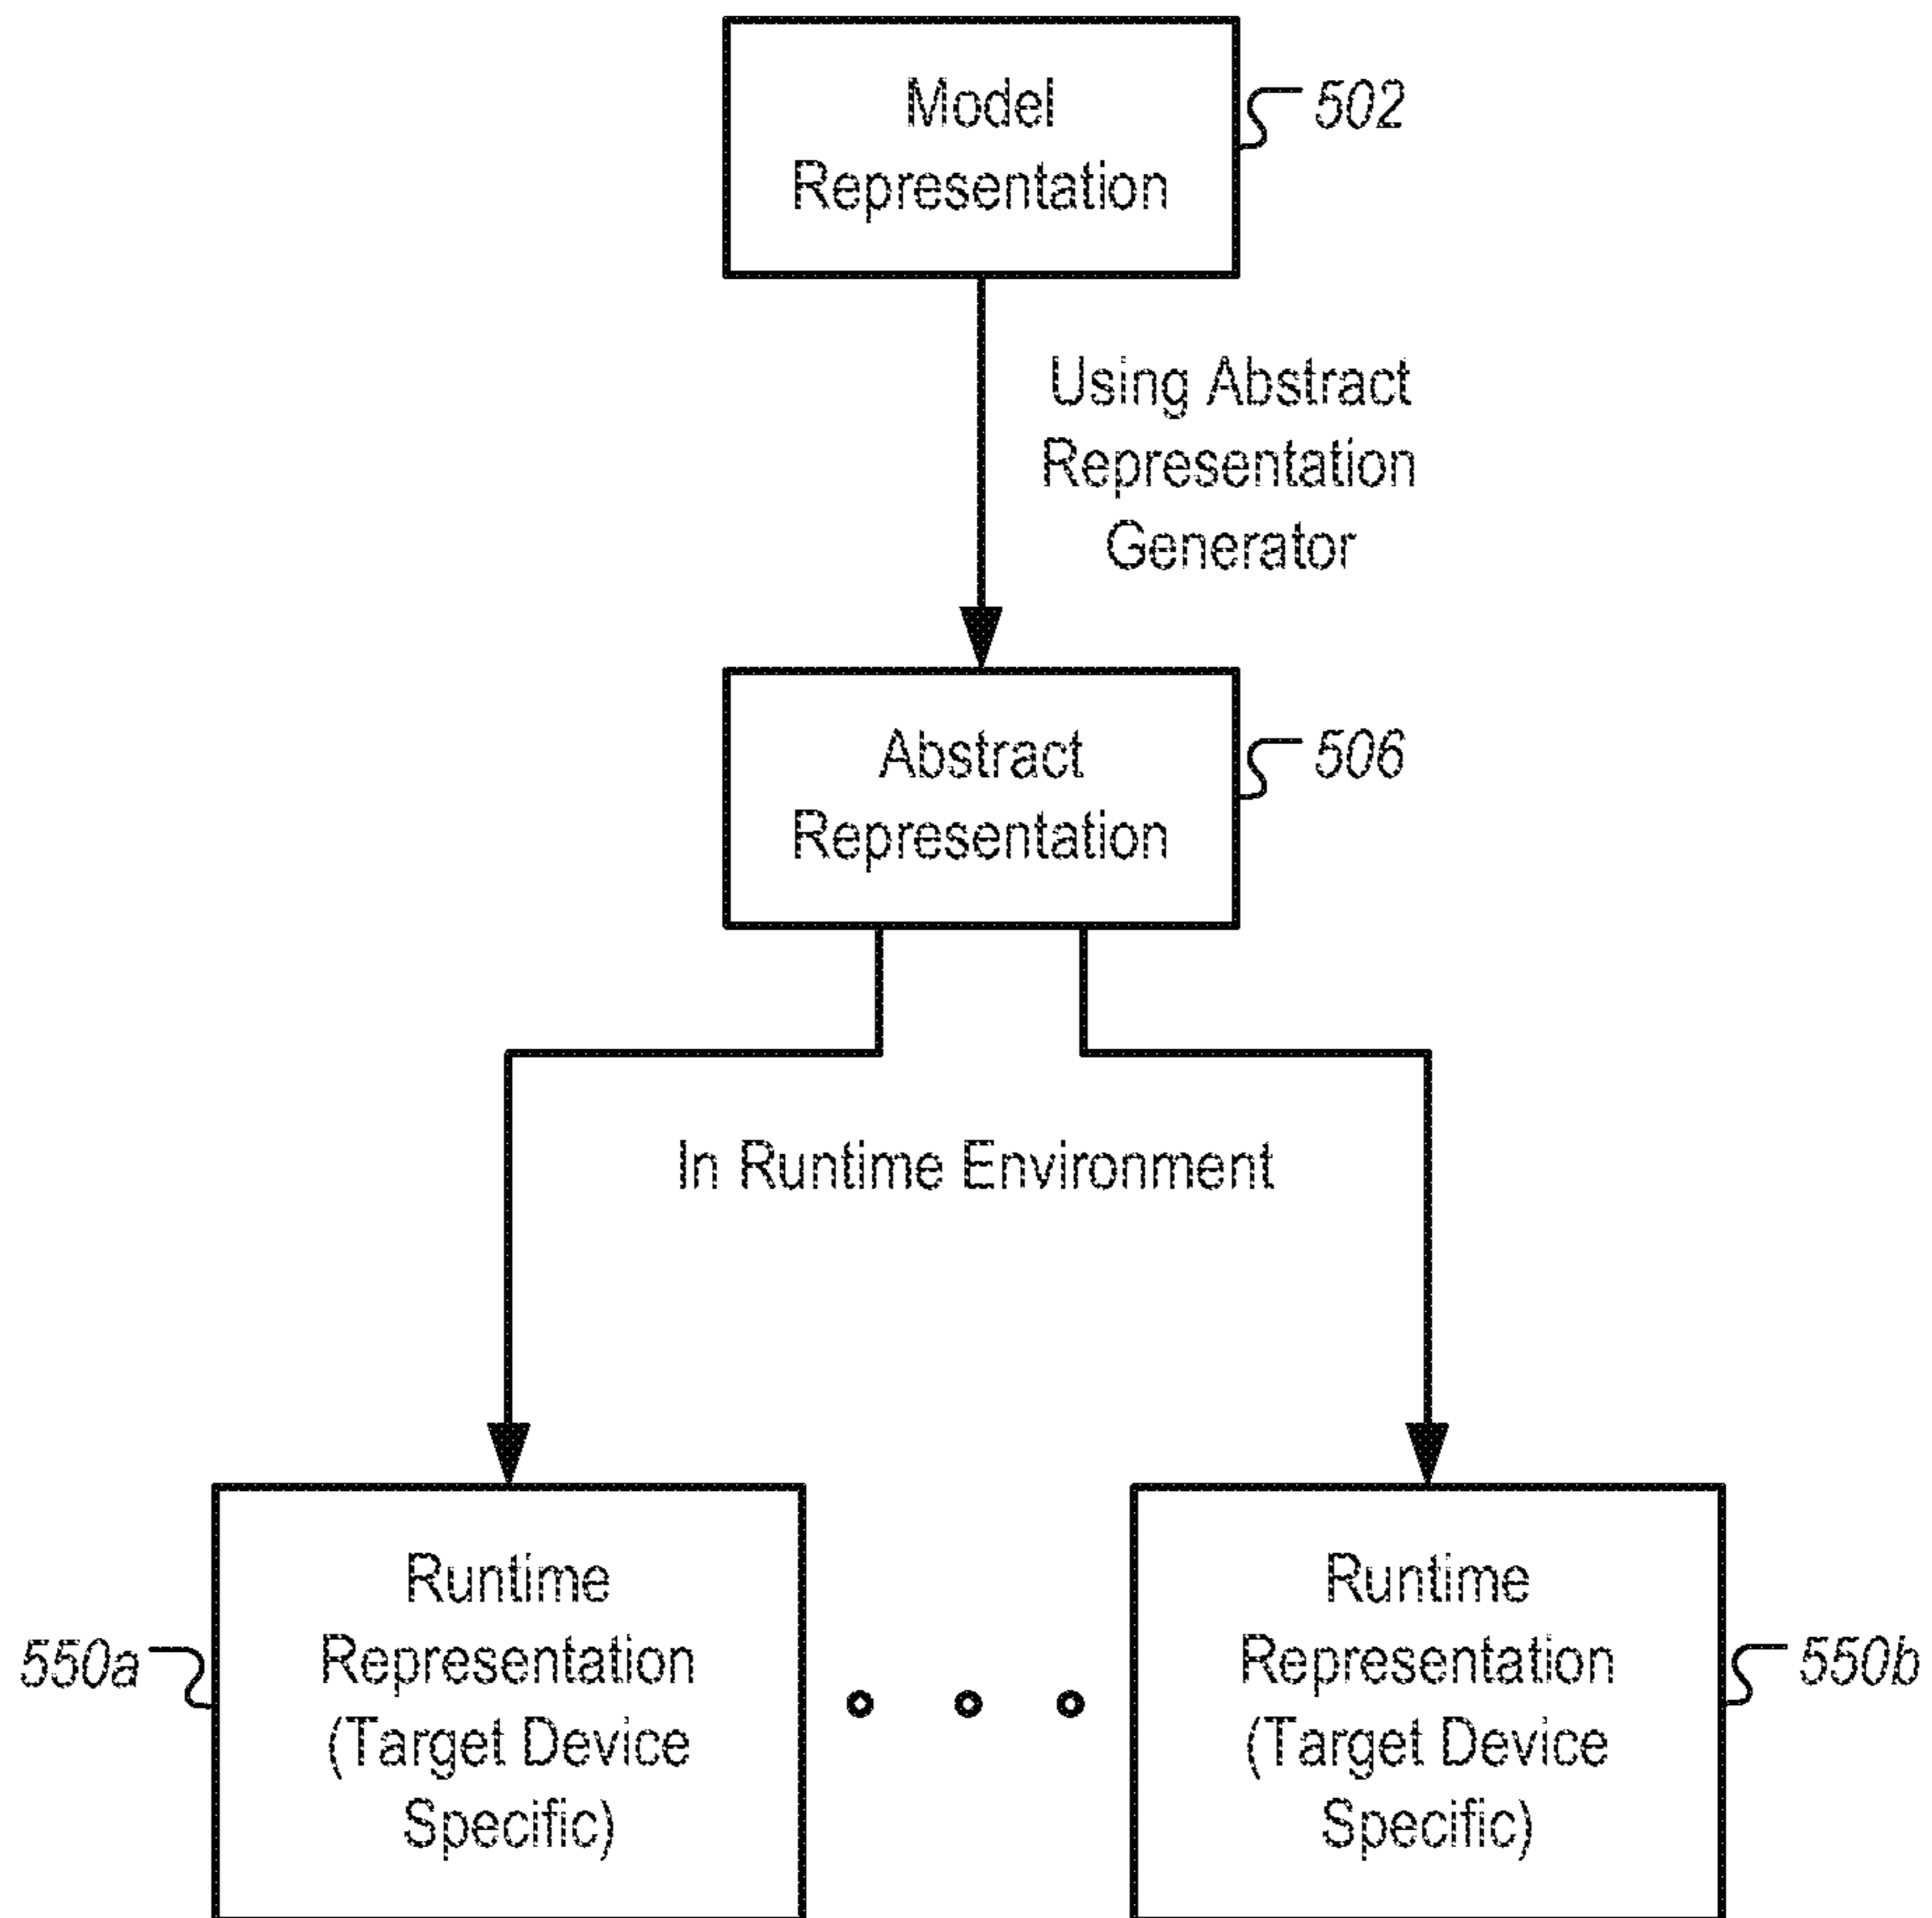 Model
Representation
502
Using Abstract
Representation
Generator
Abstract
Representation
506
In Runtime Environment
Runtime
Representation
(Target Device
Specific)
550a
Runtime
Representation
(Target Device
Specific)
550b